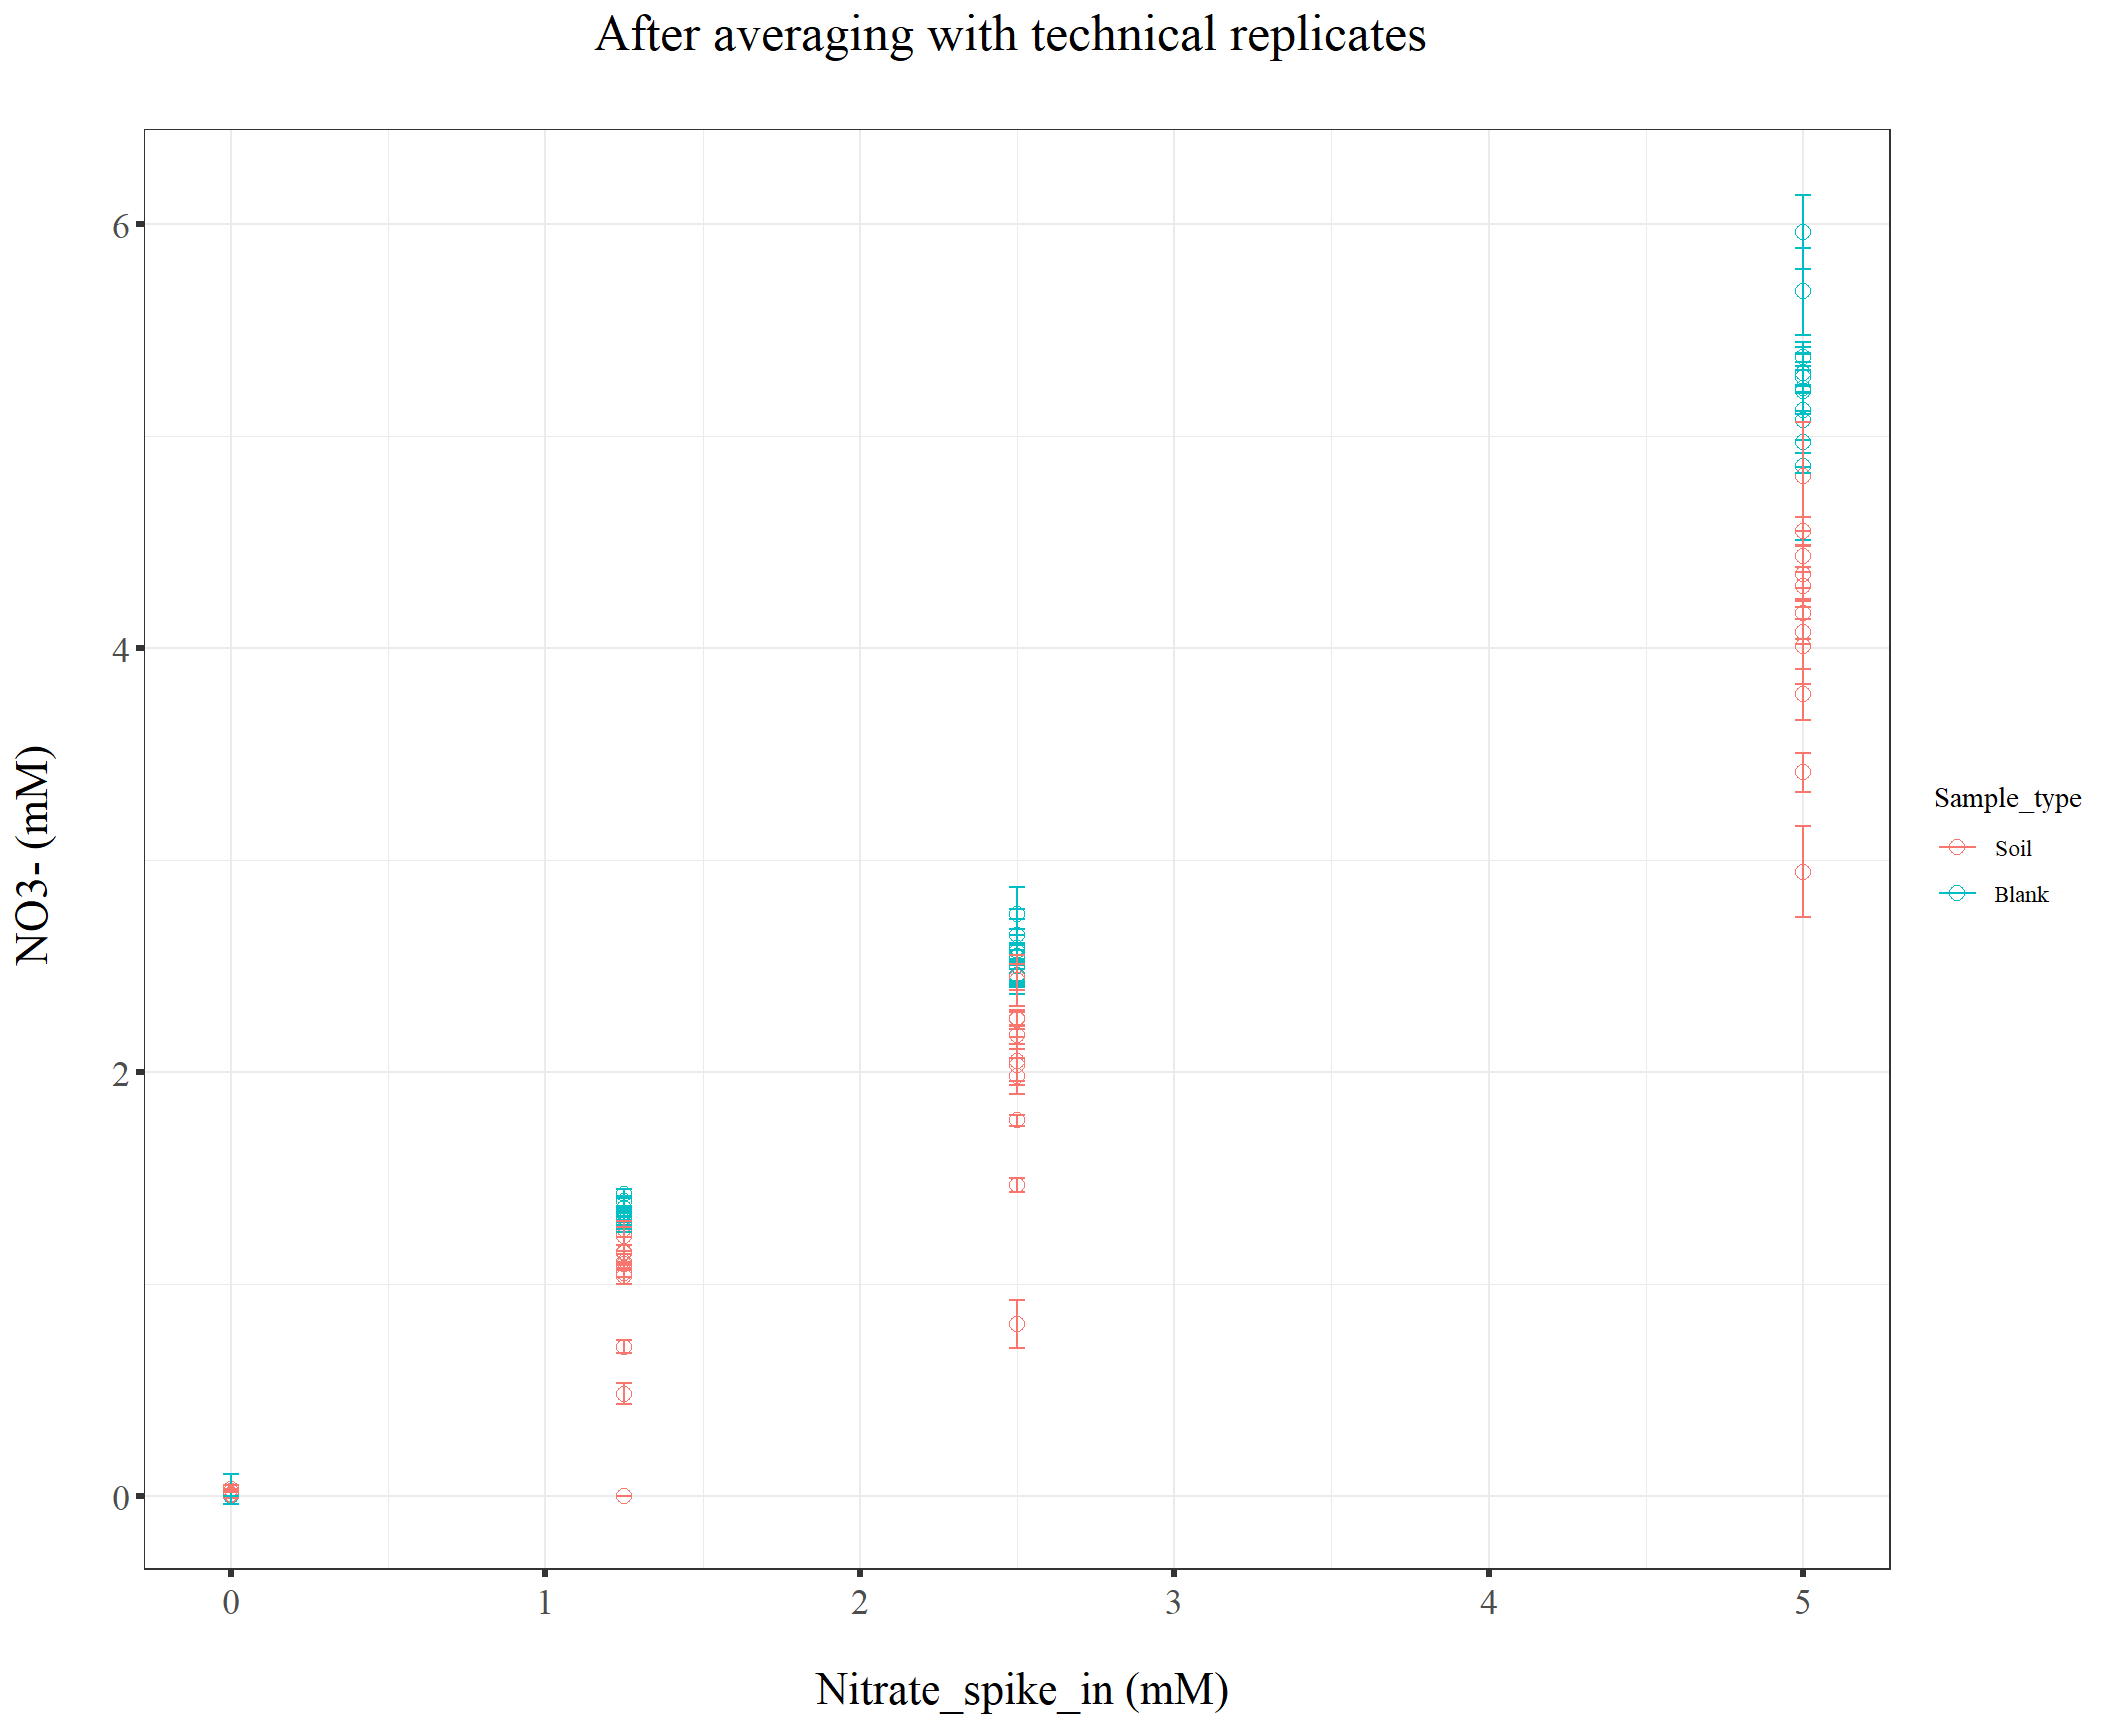 After averaging with technical replicates
NO3- (mM)
6
4
2
0
0 1 2 3 4 5
Nitrate_spike_in (mM)
Sample_type
Soil
Blank